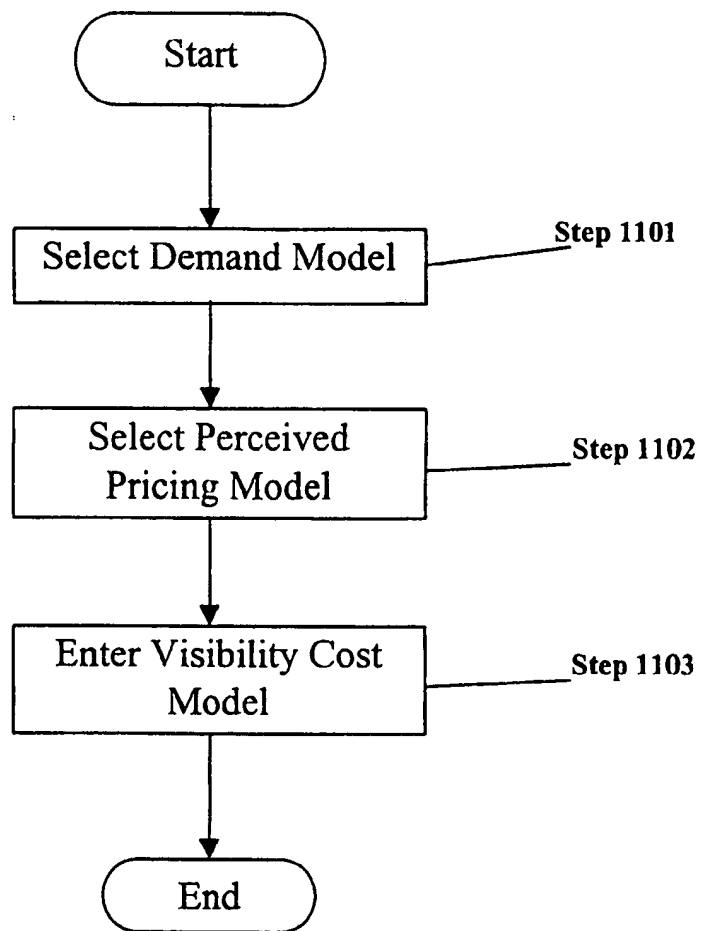 Start
Select Demand Model
Step 1101
Select Perceived
Pricing Model
Step 1102
Enter Visibility Cost
Model
Step 1103
End